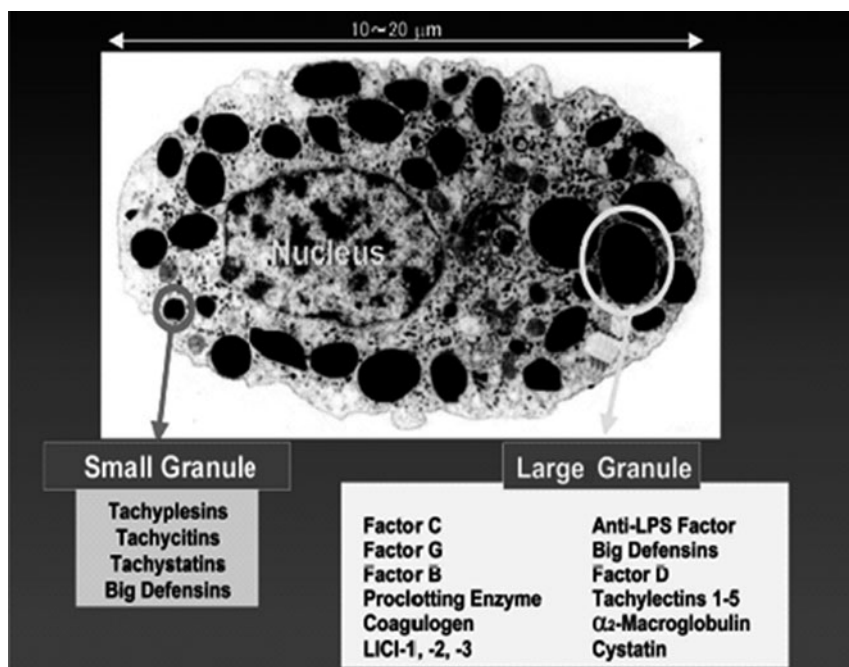 10~20 μm
Nucleus
Small Granule
Tachyplesins
Tachycitins
Tachystatins
Big Defensins
Large Granule
Factor C
Factor G
Factor B
Proclotting Enzyme
Coagulogen
LICI-1, -2, -3
Anti-LPS Factor
Big Defensins
Factor D
Tachylectins 1-5
α₂-Macroglobulin
Cystatin